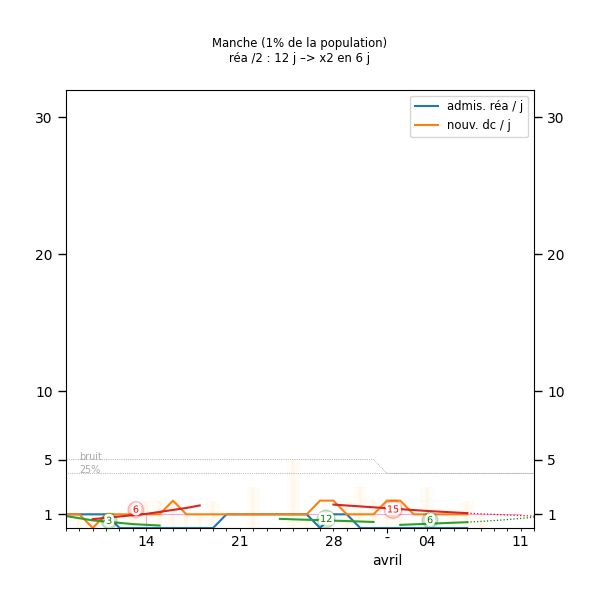 Manche (1% de la population)
réa /2 : 12 j –> x2 en 6 j
admis. réa / j
nouv. dc / j
30 30
20 20
10 10
bruit
5 5
25%
6 3 12 15 6
1 1
14 21 28 - 04 11
avril